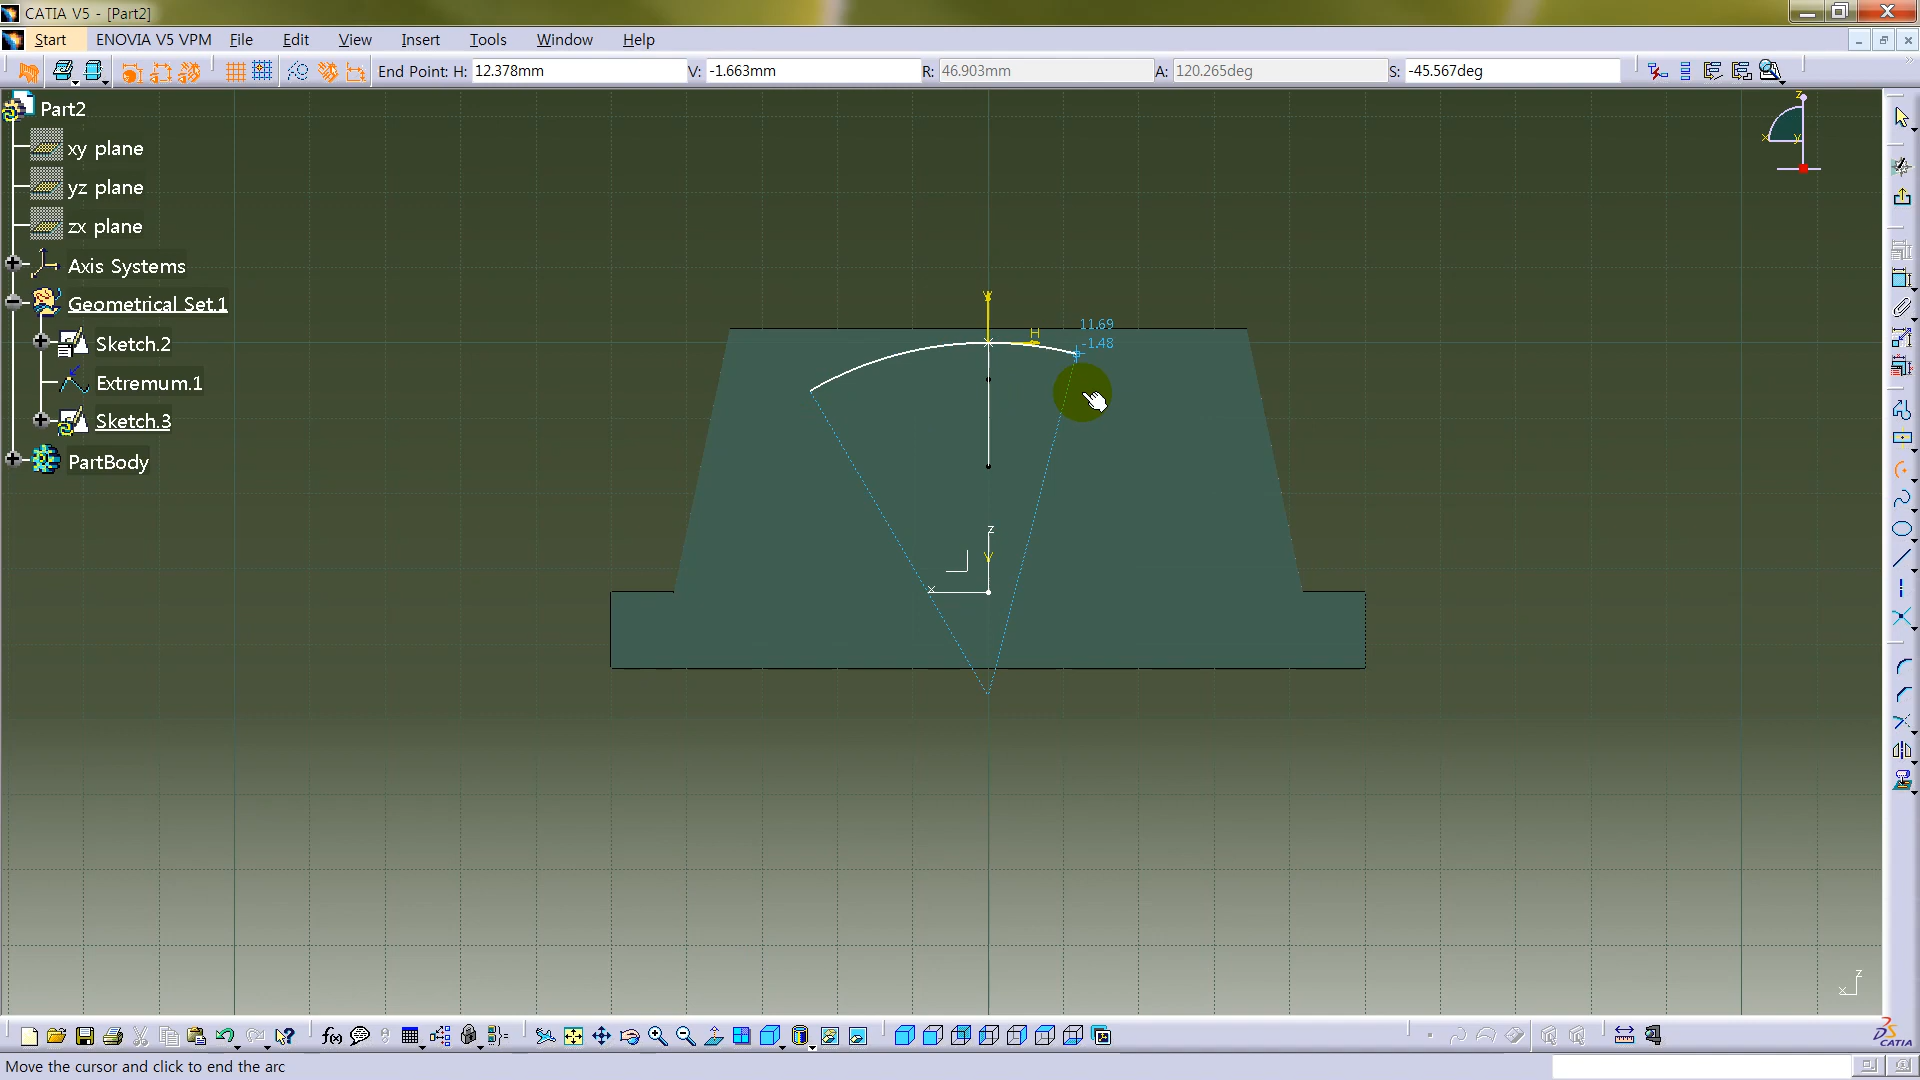 CATIA V5 - [Part2]
Start ENOVIA V5 VPM File Edit View Insert Tools Window Help
End Point: H: 12.378mm V: -1.663mm R: 46.903mm A: 120.265deg S: -45.567deg
Part2
xy plane
yz plane
zx plane
Axis Systems
Geometrical Set.1
Sketch.2
Extremum.1
Sketch.3
PartBody
z
x
y
V
H
11.69
-1.48
z
x
V
z
x
f(x)
CATIA
Move the cursor and click to end the arc